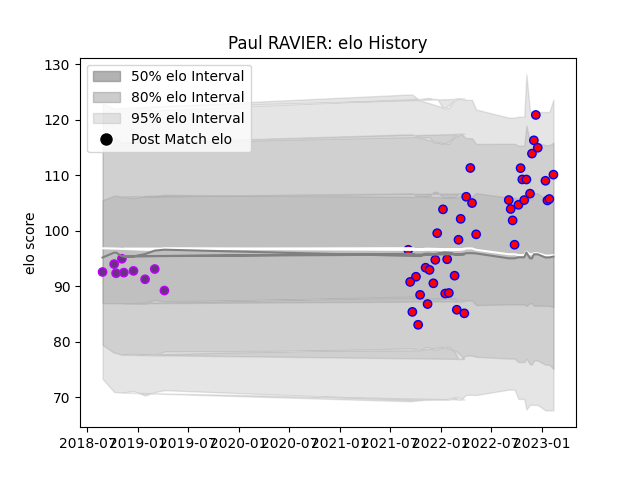 Paul RAVIER: elo History
130
120
110
100
90
80
70
elo score
50% elo Interval
80% elo Interval
95% elo Interval
Post Match elo
2018-07 2019-01 2019-07 2020-01 2020-07 2021-01 2021-07 2022-01 2022-07 2023-01